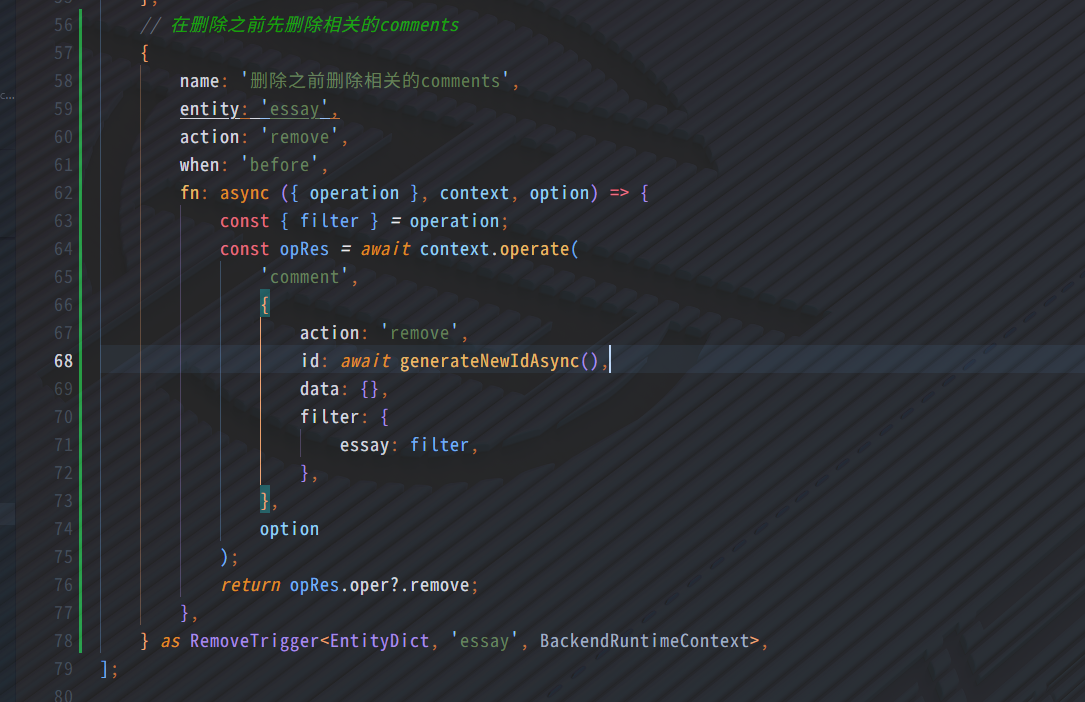 56 // 在删除之前先删除相关的comments
57 {
58 name: '删除之前删除相关的comments',
c…
59 entity: 'essay',
60 action: 'remove',
61 when: 'before',
62 fn: async ({ operation }, context, option) => {
63 const { filter } = operation;
64 const opRes = await context.operate(
65 'comment',
66 {
67 action: 'remove',
68 id: await generateNewIdAsync(),
69 data: {},
70 filter: {
71 essay: filter,
72 },
73 },
74 option
75 );
76 return opRes.oper?.remove;
77 },
78 } as RemoveTrigger<EntityDict, 'essay', BackendRuntimeContext>,
79 ];
80